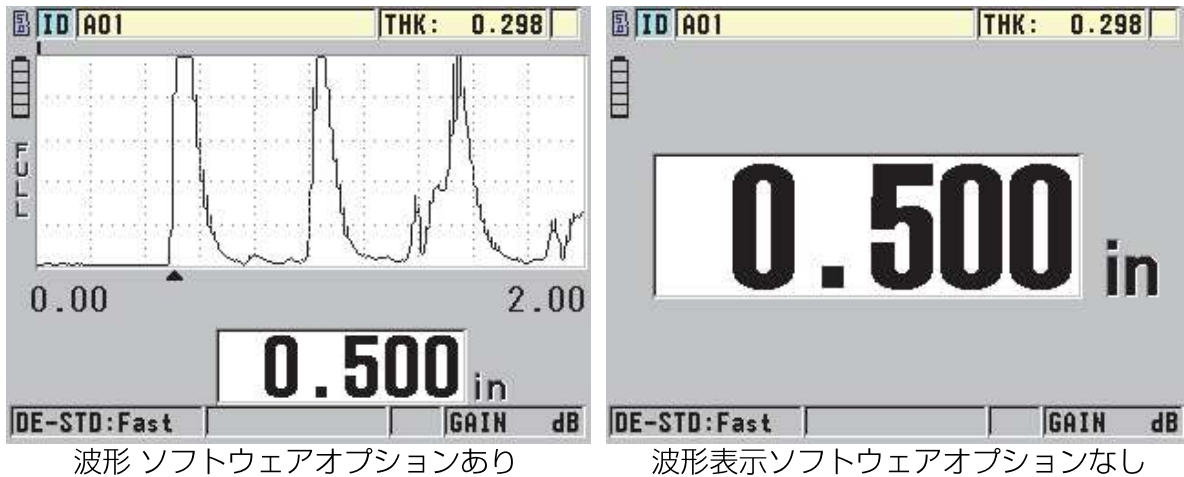 ID A01 THK: 0.298
FULL
0.00 2.00
0.500 in
DE-STD:Fast GAIN dB
波形 ソフトウェアオプションあり
ID A01 THK: 0.298
0.500 in
DE-STD:Fast GAIN dB
波形表示ソフトウェアオプションなし